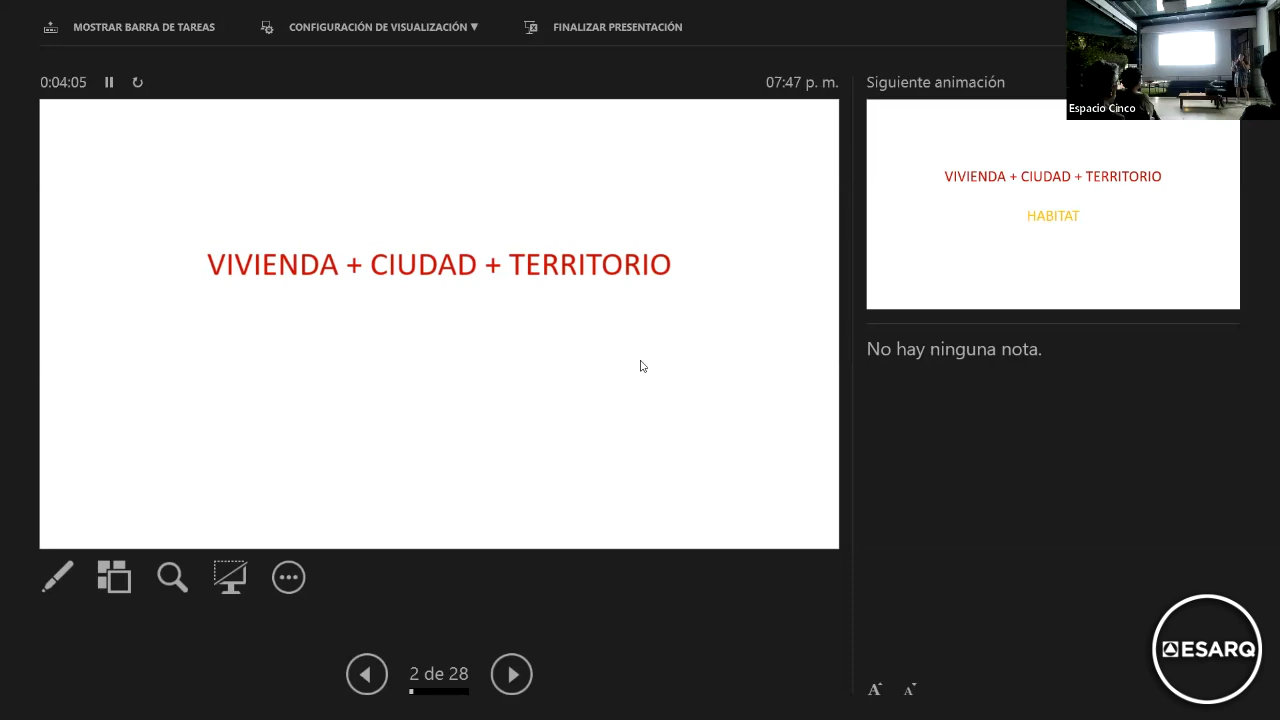 MOSTRAR BARRA DE TAREAS
CONFIGURACIÓN DE VISUALIZACIÓN ▼
FINALIZAR PRESENTACIÓN
0:04:05
07:47 p. m.
Siguiente animación
Espacio Cinco
VIVIENDA + CIUDAD + TERRITORIO
VIVIENDA + CIUDAD + TERRITORIO
HABITAT
No hay ninguna nota.
2 de 28
A A
ESARQ